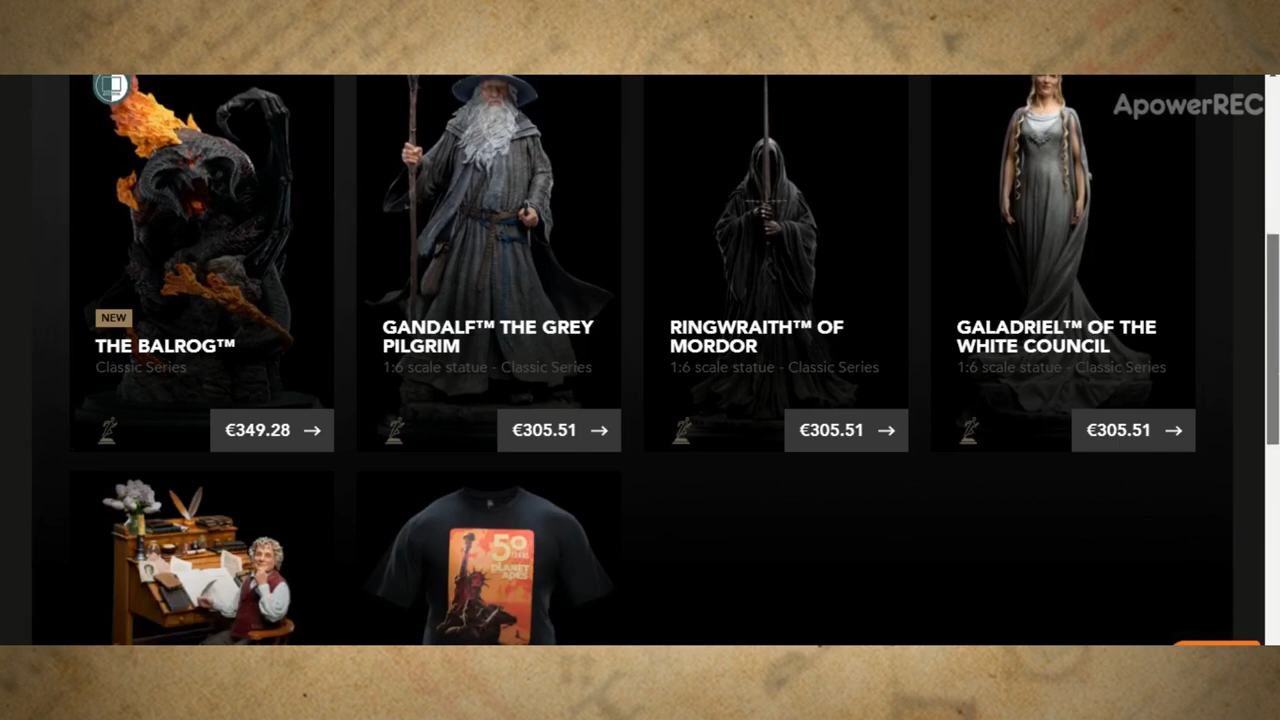 ApowerREC
NEW
THE BALROG™
Classic Series
€349.28 →
GANDALF™ THE GREY
PILGRIM
1:6 scale statue - Classic Series
€305.51 →
RINGWRAITH™ OF
MORDOR
1:6 scale statue - Classic Series
€305.51 →
GALADRIEL™ OF THE
WHITE COUNCIL
1:6 scale statue - Classic Series
€305.51 →
50
YEARS
PLANET
APES